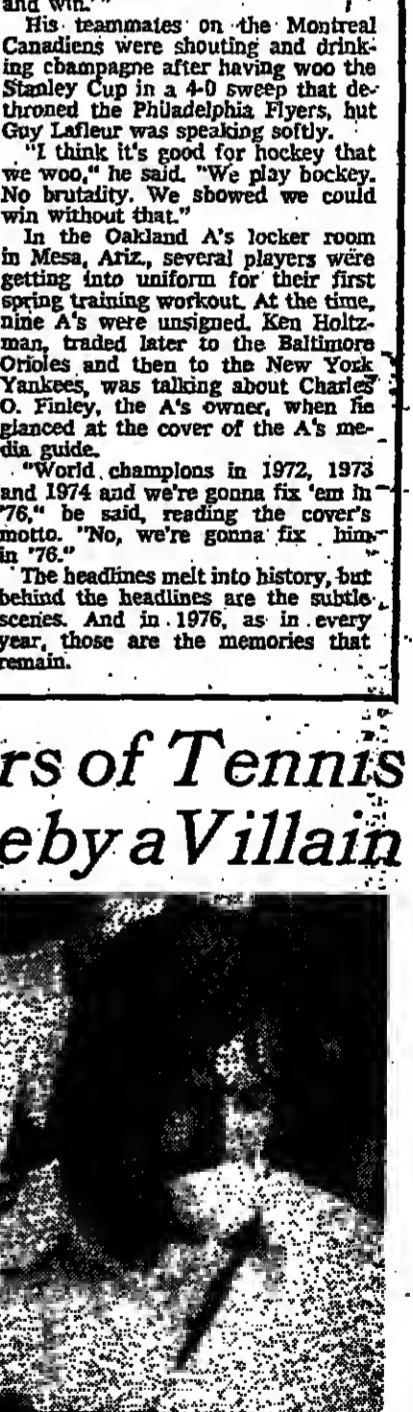 and win.'"
His teammates on the Montreal
Canadiens were shouting and drink-
ing champagne after having woo the
Stanley Cup in a 4-0 sweep that de-
throned the Philadelphia Flyers, but
Guy Lafleur was speaking softly.
"I think it's good for hockey that
we woo," he said. "We play bockey.
No brutality. We sbowed we could
win without that."
In the Oakland A's locker room
in Mesa, Ariz., several players were
getting into uniform for their first
spring training workout. At the time,
nine A's were unsigned. Ken Holtz-
man, traded later to the Baltimore
Orioles and then to the New York
Yankees, was talking about Charles
O. Finley, the A's owner, when he
glanced at the cover of the A's me-
dia guide.
"World champions in 1972, 1973
and 1974 and we're gonna fix 'em in
'76," be said, reading the cover's
motto. "No, we're gonna fix him
in '76."
The headlines melt into history, but
behind the headlines are the subtle
scenes. And in 1976, as in every
year, those are the memories that
remain.
rs of Tennis
e by a Villain